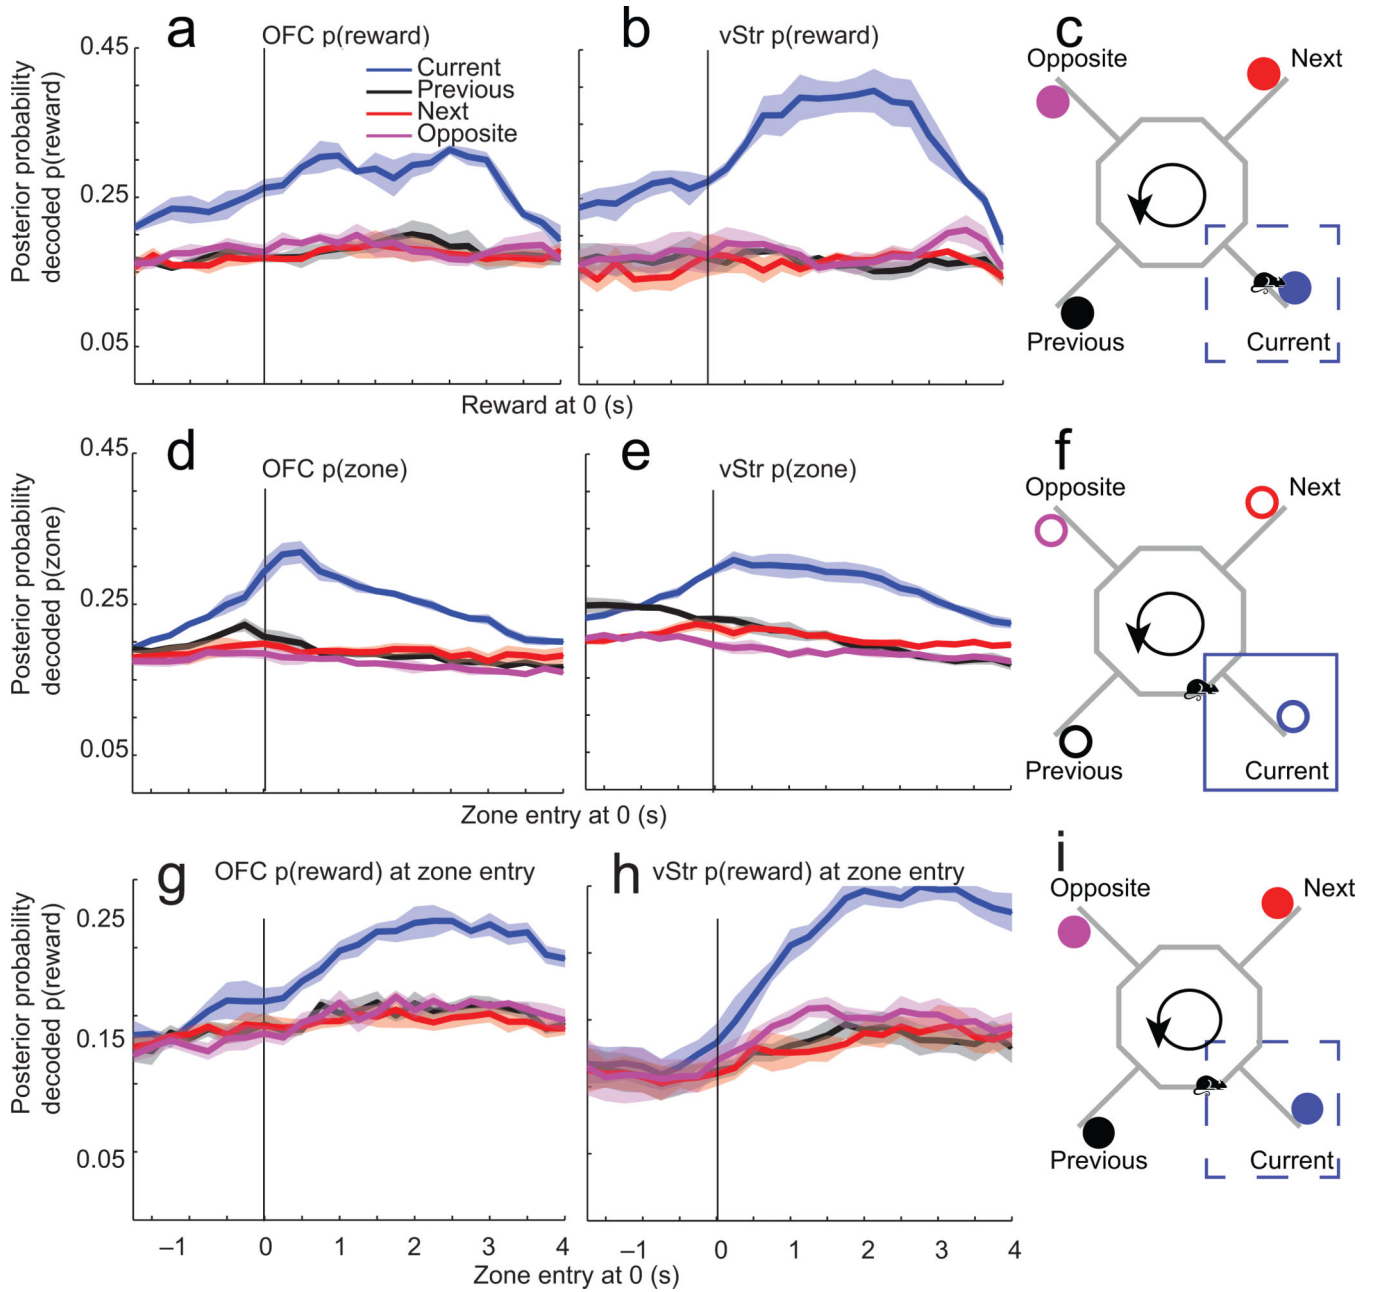 a
OFC p(reward)
b
vStr p(reward)
c
0.45
0.25
0.05
Posterior probability
decoded p(reward)
Current
Previous
Next
Opposite
Opposite
Next
Previous
Current
Reward at 0 (s)
d
OFC p(zone)
e
vStr p(zone)
f
0.45
0.25
0.05
Posterior probability
decoded p(zone)
Opposite
Next
Previous
Current
Zone entry at 0 (s)
g
OFC p(reward) at zone entry
h
vStr p(reward) at zone entry
i
0.25
0.15
0.05
Posterior probability
decoded p(reward)
Opposite
Next
Previous
Current
–1 0 1 2 3 4
–1 0 1 2 3 4
Zone entry at 0 (s)